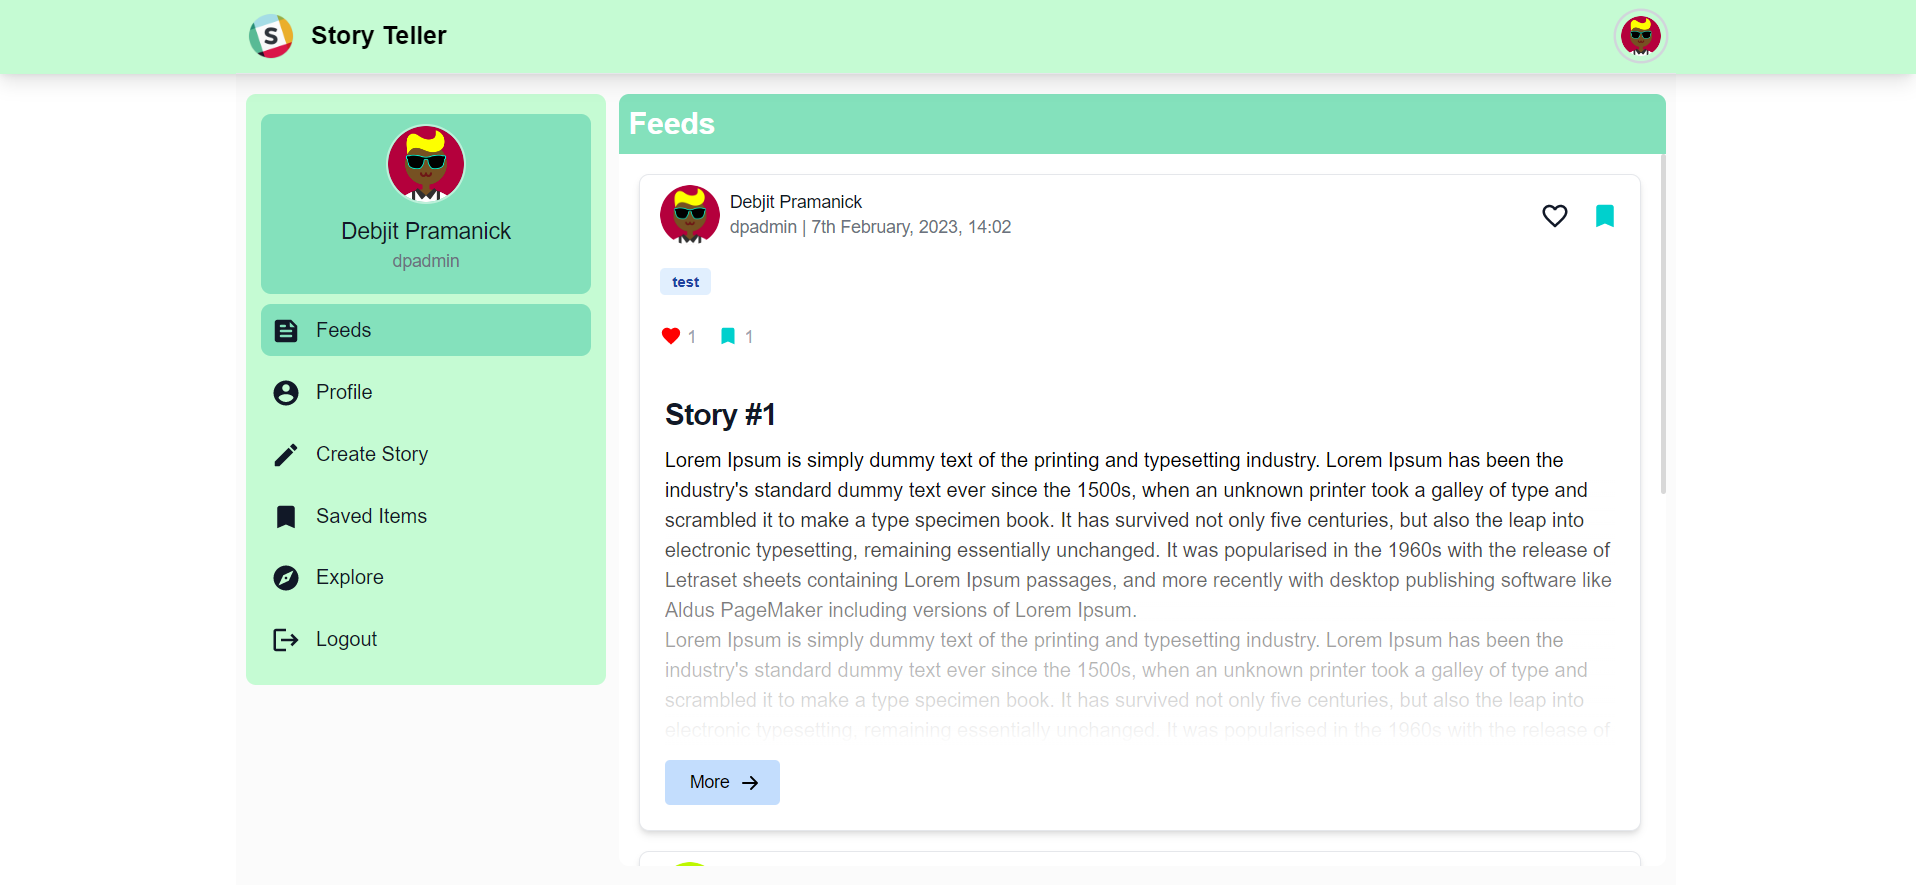 S
Story Teller
Debjit Pramanick
dpadmin
Feeds
Profile
Create Story
Saved Items
Explore
Logout
Feeds
Debjit Pramanick
dpadmin | 7th February, 2023, 14:02
test
1 1
Story #1
Lorem Ipsum is simply dummy text of the printing and typesetting industry. Lorem Ipsum has been the
industry's standard dummy text ever since the 1500s, when an unknown printer took a galley of type and
scrambled it to make a type specimen book. It has survived not only five centuries, but also the leap into
electronic typesetting, remaining essentially unchanged. It was popularised in the 1960s with the release of
Letraset sheets containing Lorem Ipsum passages, and more recently with desktop publishing software like
Aldus PageMaker including versions of Lorem Ipsum.
Lorem Ipsum is simply dummy text of the printing and typesetting industry. Lorem Ipsum has been the
industry's standard dummy text ever since the 1500s, when an unknown printer took a galley of type and
scrambled it to make a type specimen book. It has survived not only five centuries, but also the leap into
electronic typesetting, remaining essentially unchanged. It was popularised in the 1960s with the release of
More